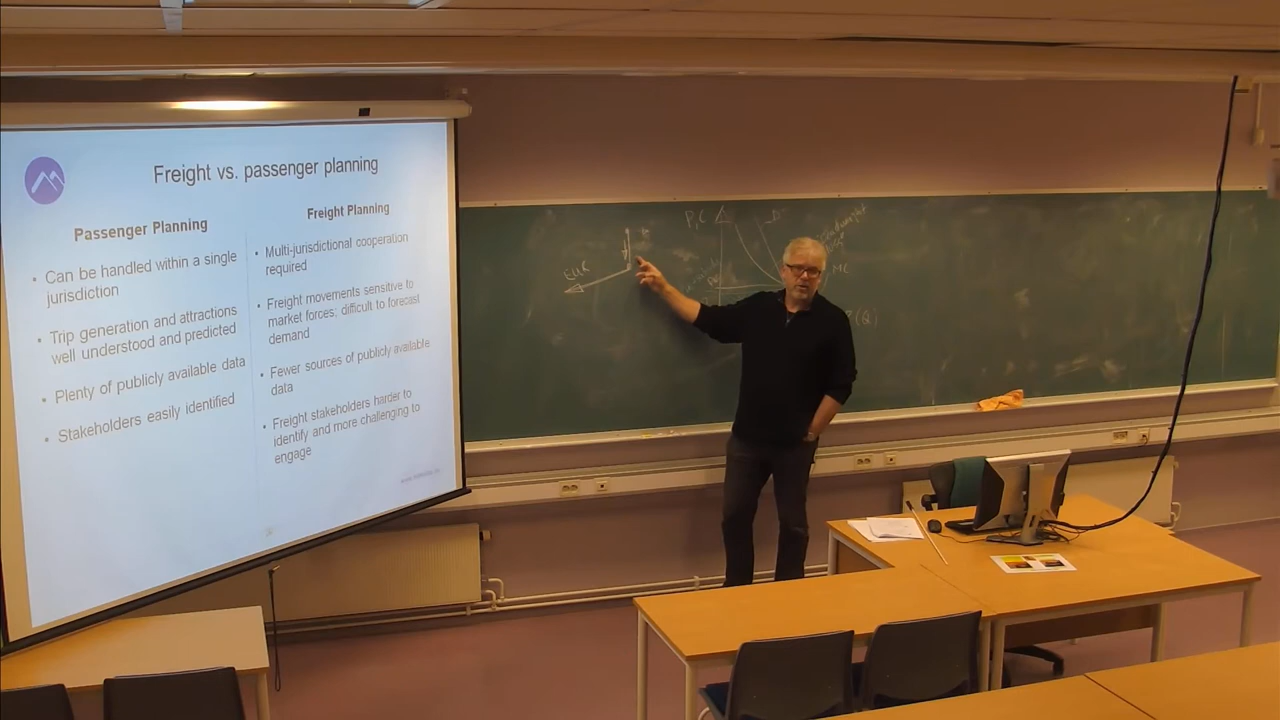 Freight vs. passenger planning
Passenger Planning
• Can be handled within a single
jurisdiction
• Trip generation and attractions
well understood and predicted
• Plenty of publicly available data
• Stakeholders easily identified
Freight Planning
• Multi-jurisdictional cooperation
required
• Freight movements sensitive to
market forces; difficult to forecast
demand
• Fewer sources of publicly available
data
• Freight stakeholders harder to
identify and more challenging to
engage
P,C
D
MC
(Q)